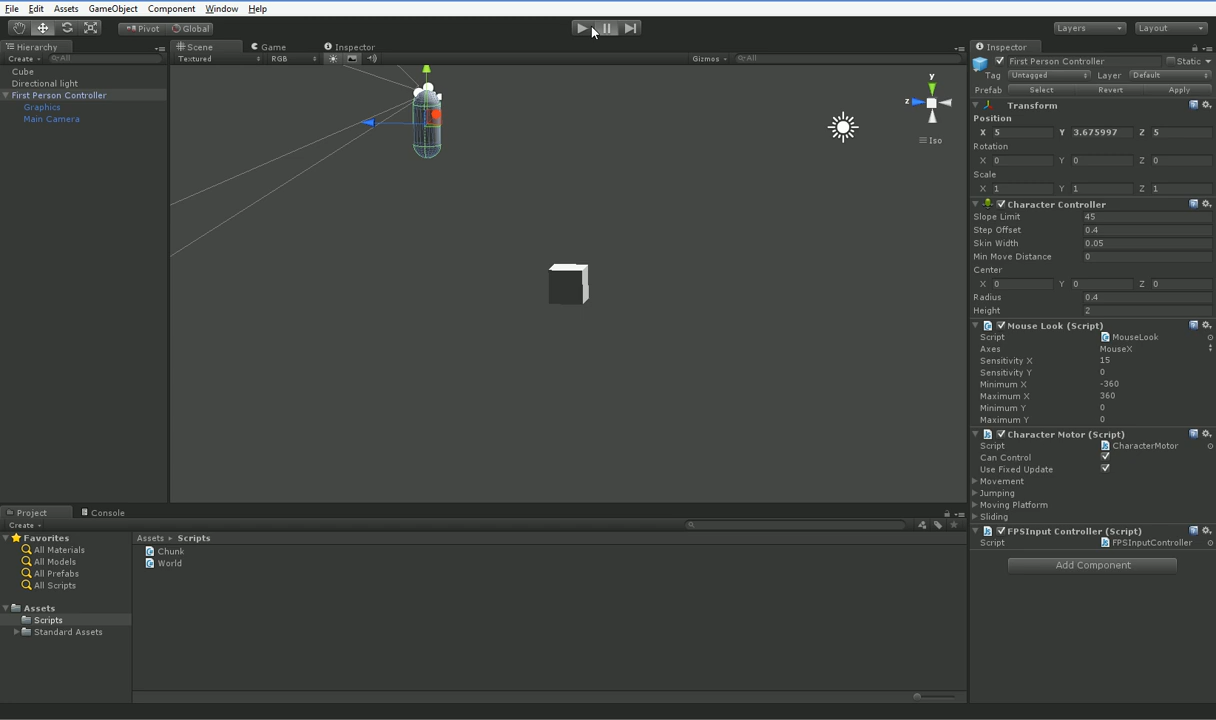 File Edit Assets GameObject Component Window Help
Pivot Global Layers Layout
Hierarchy
Create All
Cube
Directional light
First Person Controller
Graphics
Main Camera
Scene Game Inspector
Textured RGB Gizmos All
y
z
Iso
Inspector
First Person Controller Static
Tag Untagged Layer Default
Prefab Select Revert Apply
Transform
Position
X 5 Y 3.675997 Z 5
Rotation
X 0 Y 0 Z 0
Scale
X 1 Y 1 Z 1
Character Controller
Slope Limit 45
Step Offset 0.4
Skin Width 0.05
Min Move Distance 0
Center
X 0 Y 0 Z 0
Radius 0.4
Height 2
Mouse Look (Script)
Script MouseLook
Axes MouseX
Sensitivity X 15
Sensitivity Y 0
Minimum X -360
Maximum X 360
Minimum Y 0
Maximum Y 0
Character Motor (Script)
Script CharacterMotor
Can Control
Use Fixed Update
Movement
Jumping
Moving Platform
Sliding
FPSInput Controller (Script)
Script FPSInputController
Add Component
Project Console
Create
Favorites
All Materials
All Models
All Prefabs
All Scripts
Assets
Scripts
Standard Assets
Assets Scripts
Chunk
World